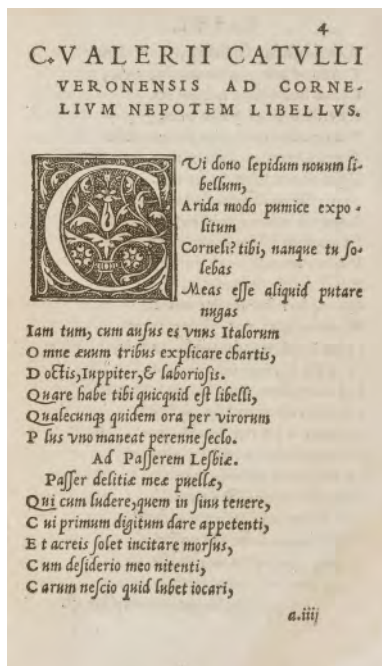 4
C. VALERII CATVLLI
VERONENSIS AD CORNE-
LIVM NEPOTEM LIBELLVS.
CVi dono lepidum nouum li-
bellum,
Arida modo pumice expo-
litum
Corneli? tibi, nanque tu so-
lebas
Meas esse aliquid putare
nugas
Iam tum, cum ausus es vnus Italorum
Omne æuum tribus explicare chartis,
Doctis, Iuppiter, & laboriosis.
Quare habe tibi quicquid est libelli,
Qualecunq; quidem ora per virorum
Plus vno maneat perenne seclo.
Ad Passerem Lesbiæ.
Passer delitiæ meæ puellæ,
Qui cum ludere, quem in sinu tenere,
Cui primum digitum dare appetenti,
Et acreis solet incitare morsus,
Cum desiderio meo nitenti,
Carum nescio quid lubet iocari,
a.iiij